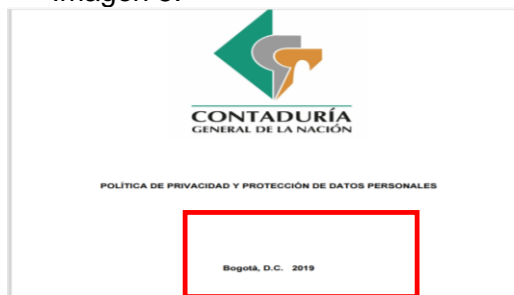 Imagen 3.
CONTADURÍA
GENERAL DE LA NACIÓN
POLÍTICA DE PRIVACIDAD Y PROTECCIÓN DE DATOS PERSONALES
Bogotá, D.C. 2019